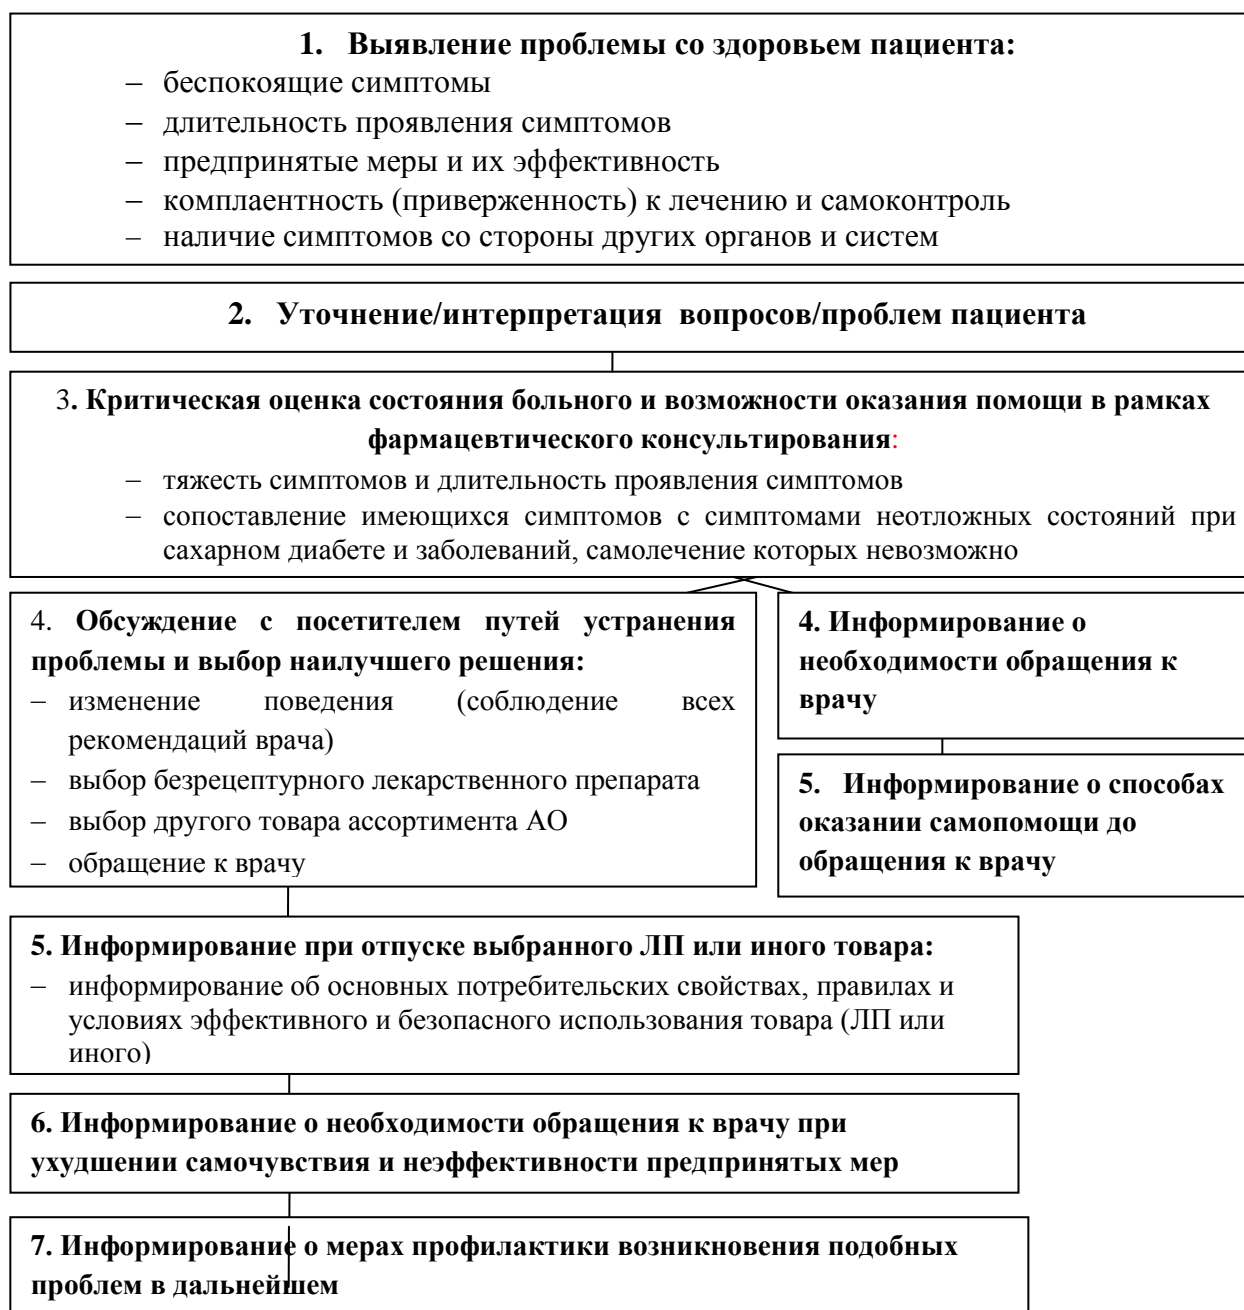 1. Выявление проблемы со здоровьем пациента:
– беспокоящие симптомы
– длительность проявления симптомов
– предпринятые меры и их эффективность
– комплаентность (приверженность) к лечению и самоконтроль
– наличие симптомов со стороны других органов и систем
2. Уточнение/интерпретация вопросов/проблем пациента
3. Критическая оценка состояния больного и возможности оказания помощи в рамках
фармацевтического консультирования:
– тяжесть симптомов и длительность проявления симптомов
– сопоставление имеющихся симптомов с симптомами неотложных состояний при
сахарном диабете и заболеваний, самолечение которых невозможно
4. Обсуждение с посетителем путей устранения
проблемы и выбор наилучшего решения:
– изменение поведения (соблюдение всех
рекомендаций врача)
– выбор безрецептурного лекарственного препарата
– выбор другого товара ассортимента АО
– обращение к врачу
4. Информирование о
необходимости обращения к
врачу
5. Информирование о способах
оказании самопомощи до
обращения к врачу
5. Информирование при отпуске выбранного ЛП или иного товара:
– информирование об основных потребительских свойствах, правилах и
условиях эффективного и безопасного использования товара (ЛП или
иного)
6. Информирование о необходимости обращения к врачу при
ухудшении самочувствия и неэффективности предпринятых мер
7. Информирование о мерах профилактики возникновения подобных
проблем в дальнейшем